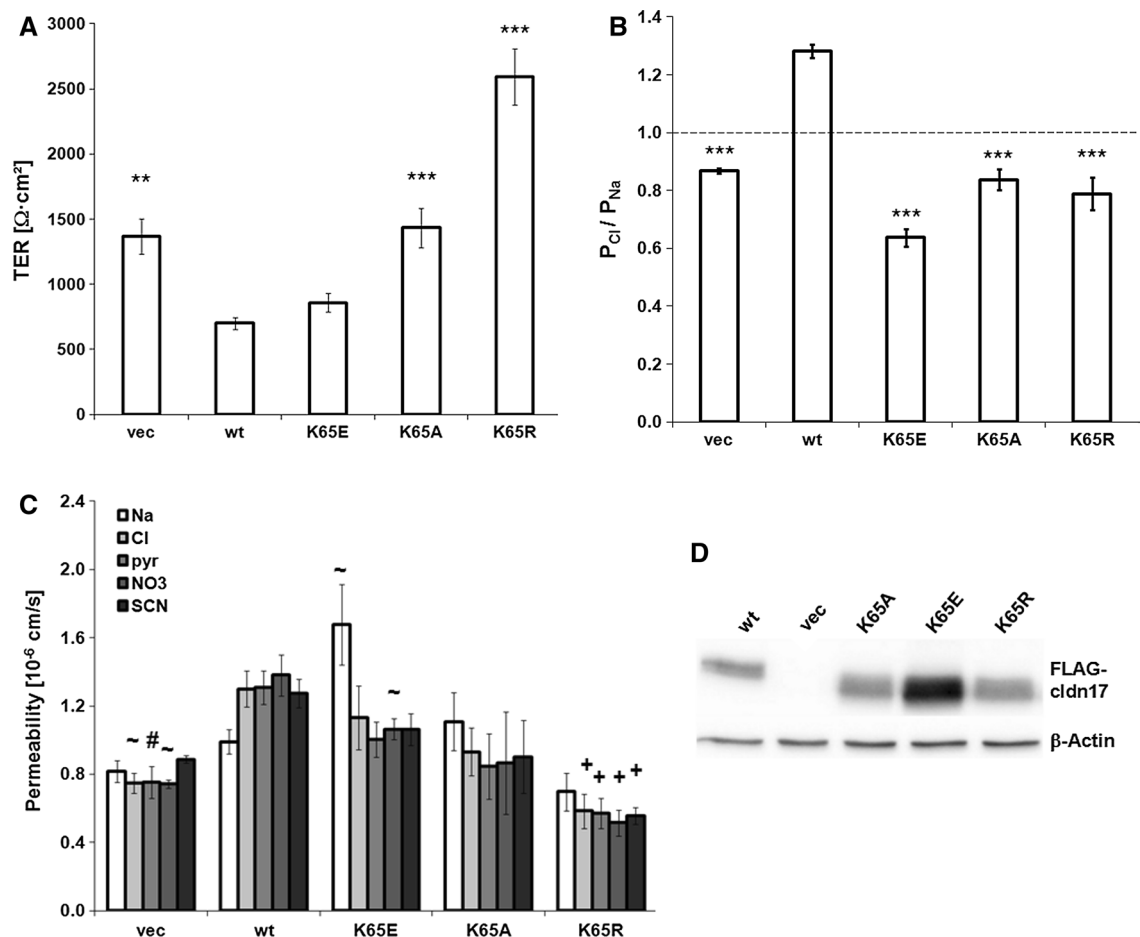 A
TER [Ω·cm²]
3000
2500
2000
1500
1000
500
0
**
***
***
vec wt K65E K65A K65R
B
P_Cl / P_Na
1.4
1.2
1.0
0.8
0.6
0.4
0.2
0.0
***
***
***
***
vec wt K65E K65A K65R
C
Permeability [10⁻⁶ cm/s]
2.4
2.0
1.6
1.2
0.8
0.4
0.0
Na
Cl
pyr
NO3
SCN
~ # ~
~
~
+ + + +
vec wt K65E K65A K65R
D
wt vec K65A K65E K65R
FLAG-
cldn17
β-Actin